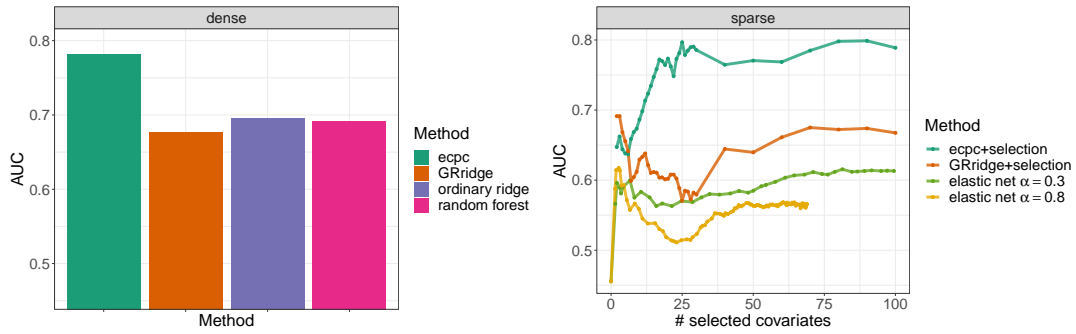 dense
AUC
0.8
0.7
0.6
0.5
Method
Method
ecpc
GRridge
ordinary ridge
random forest
sparse
AUC
0.8
0.7
0.6
0.5
0 25 50 75 100
# selected covariates
Method
ecpc+selection
GRridge+selection
elastic net α = 0.3
elastic net α = 0.8